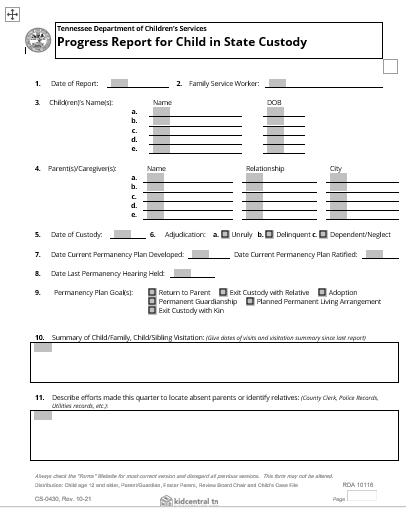 Tennessee Department of Children's Services
Progress Report for Child in State Custody
1. Date of Report: 2. Family Service Worker:
3. Child(ren)'s Name(s): Name DOB
a.
b.
c.
d.
e.
4. Parent(s)/Caregiver(s): Name Relationship City
a.
b.
c.
d.
e.
5. Date of Custody: 6. Adjudication: a. Unruly b. Delinquent c. Dependent/Neglect
7. Date Current Permanency Plan Developed: Date Current Permanency Plan Ratified:
8. Date Last Permanency Hearing Held:
9. Permanency Plan Goal(s): Return to Parent Exit Custody with Relative Adoption
Permanent Guardianship Planned Permanent Living Arrangement
Exit Custody with Kin
10. Summary of Child/Family, Child/Sibling Visitation: (Give dates of visits and visitation summary since last report)
11. Describe efforts made this quarter to locate absent parents or identify relatives: (County Clerk, Police Records,
Utilities records, etc.):
Always check the "Forms" Website for most current version and disregard all previous versions. This form may not be altered.
Distribution: Child age 12 and older, Parent/Guardian, Foster Parents, Review Board Chair and Child's Case File RDA 10116
CS-0430, Rev. 10-21 Page
kidcentral tn